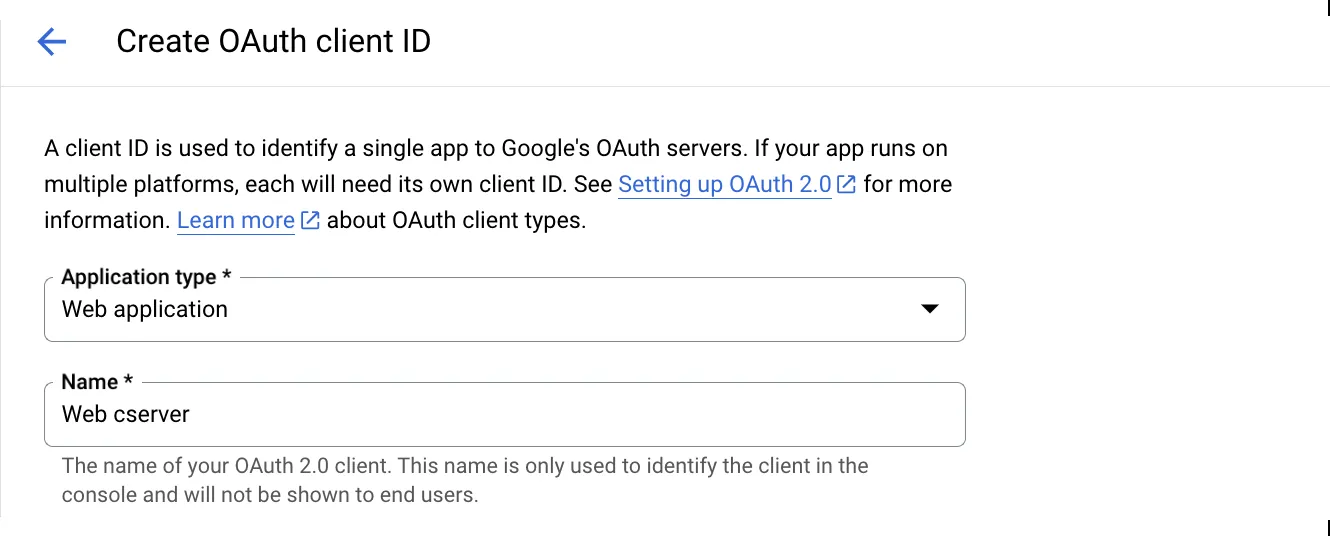 Create OAuth client ID
A client ID is used to identify a single app to Google's OAuth servers. If your app runs on
multiple platforms, each will need its own client ID. See Setting up OAuth 2.0 for more
information. Learn more about OAuth client types.
Application type *
Web application
Name *
Web cserver
The name of your OAuth 2.0 client. This name is only used to identify the client in the
console and will not be shown to end users.